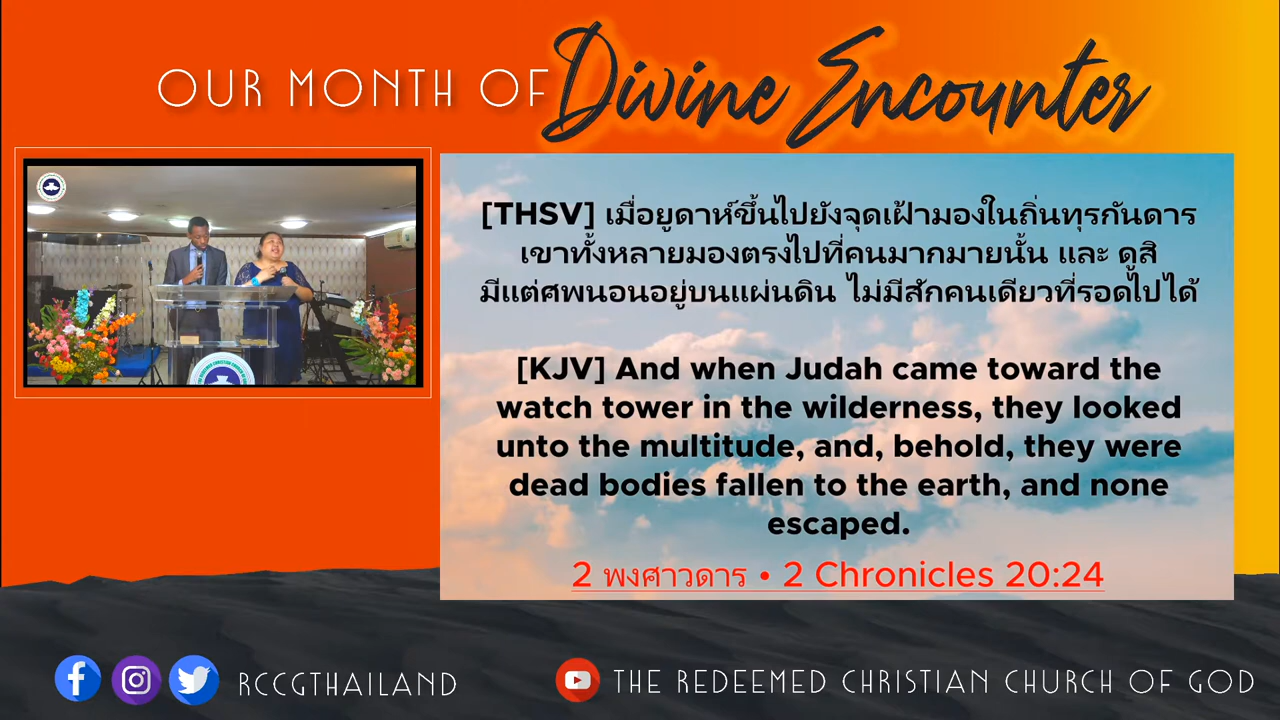 OUR MONTH OF Divine Encounter
[THSV] เมื่อยูดาห์ขึ้นไปยังจุดเฝ้ามองในถิ่นทุรกันดาร
เขาทั้งหลายมองตรงไปที่คนมากมายนั้น และ ดูสิ
มีแต่ศพนอนอยู่บนแผ่นดิน ไม่มีสักคนเดียวที่รอดไปได้
[KJV] And when Judah came toward the
watch tower in the wilderness, they looked
unto the multitude, and, behold, they were
dead bodies fallen to the earth, and none
escaped.
2 พงศาวดาร • 2 Chronicles 20:24
RCCGTHAILAND
THE REDEEMED CHRISTIAN CHURCH OF GOD